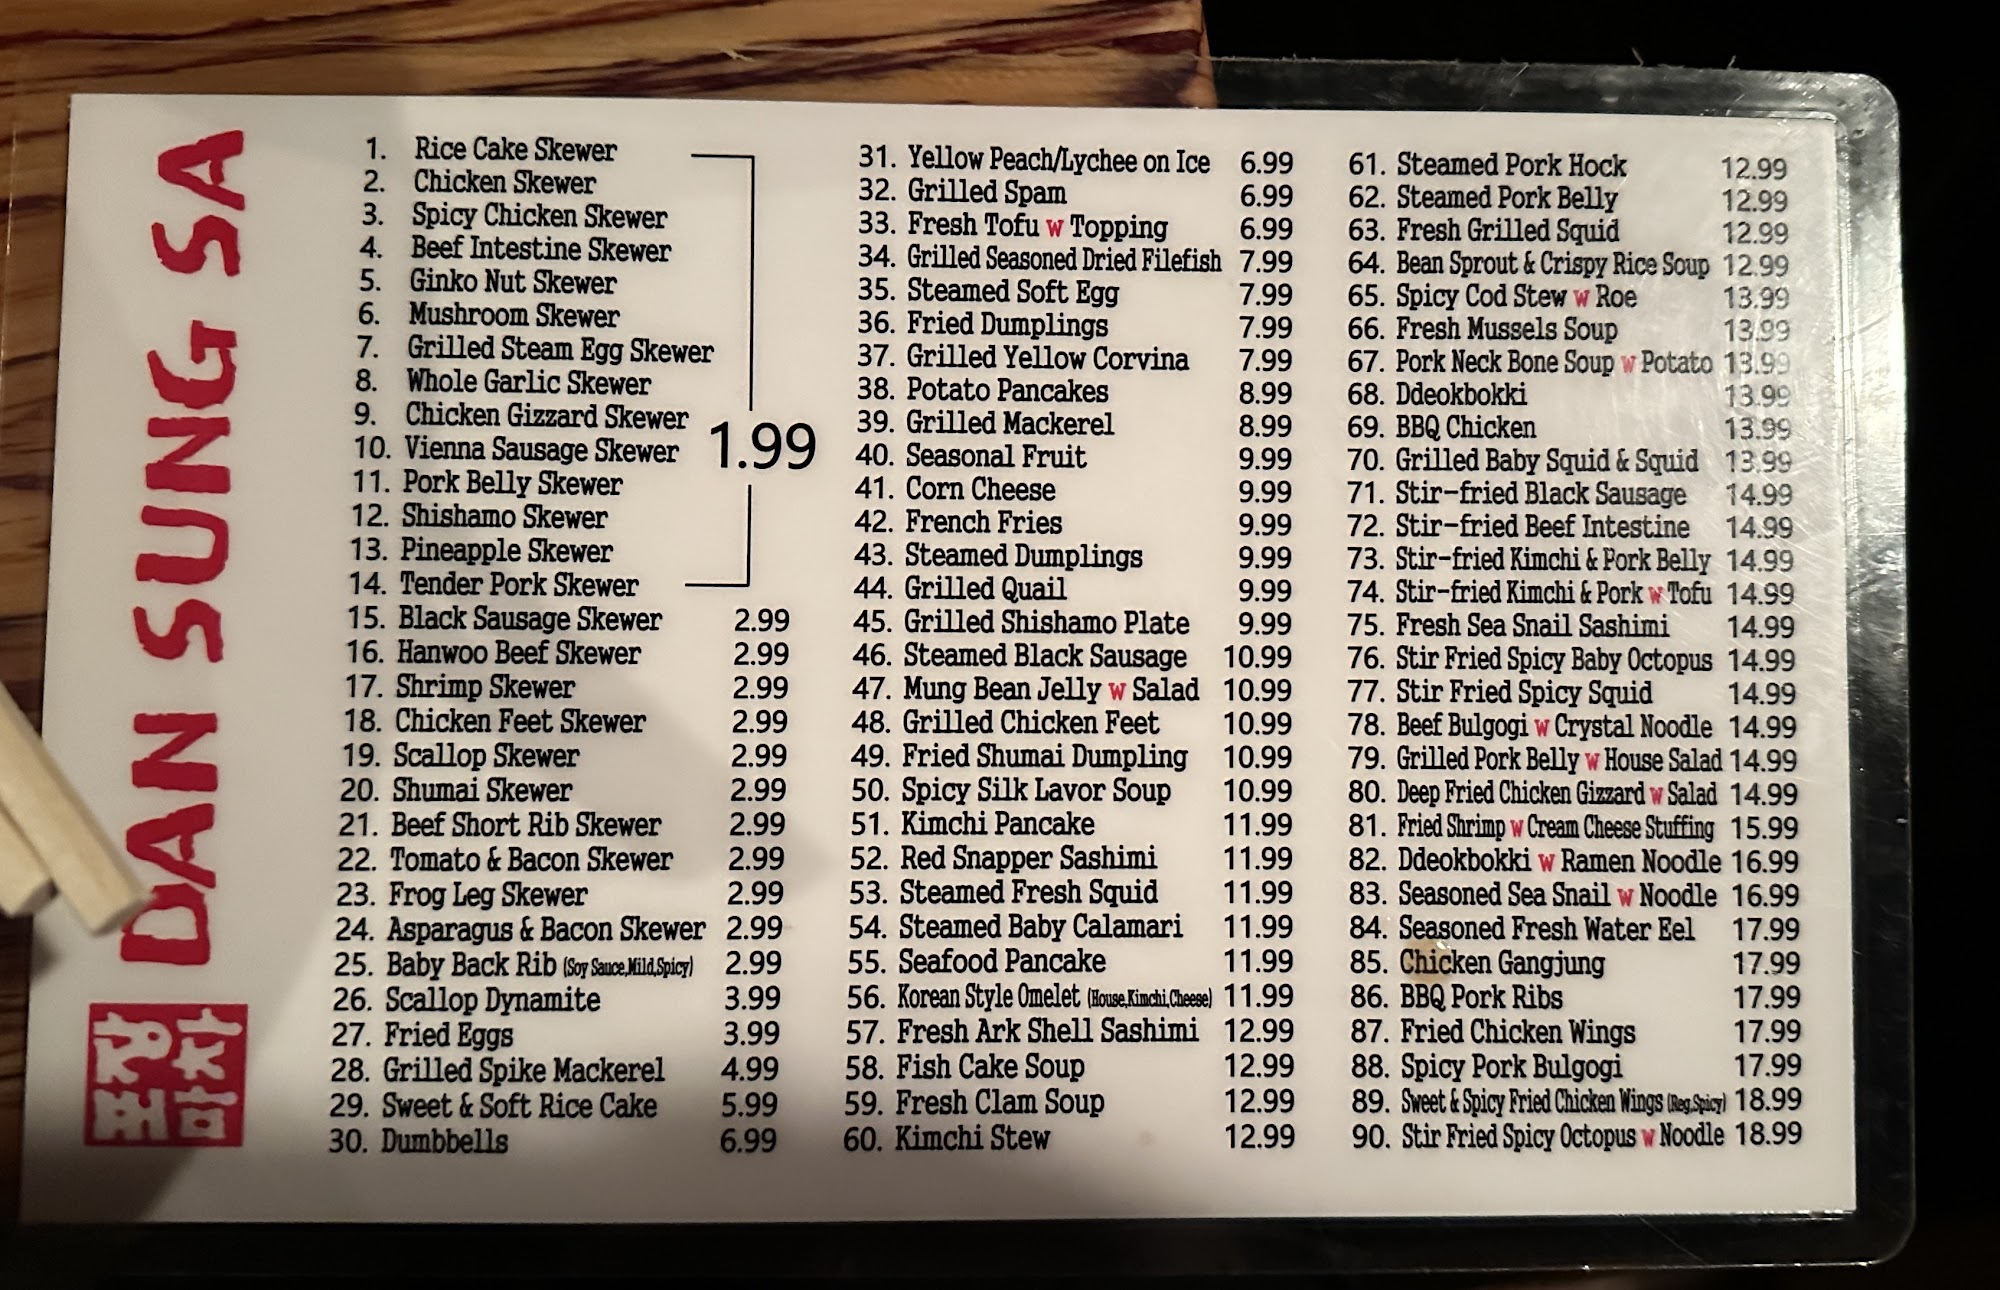 DAN SUNG SA
1. Rice Cake Skewer
2. Chicken Skewer
3. Spicy Chicken Skewer
4. Beef Intestine Skewer
5. Ginko Nut Skewer
6. Mushroom Skewer
7. Grilled Steam Egg Skewer
8. Whole Garlic Skewer
9. Chicken Gizzard Skewer
10. Vienna Sausage Skewer
11. Pork Belly Skewer
12. Shishamo Skewer
13. Pineapple Skewer
14. Tender Pork Skewer
1.99
15. Black Sausage Skewer 2.99
16. Hanwoo Beef Skewer 2.99
17. Shrimp Skewer 2.99
18. Chicken Feet Skewer 2.99
19. Scallop Skewer 2.99
20. Shumai Skewer 2.99
21. Beef Short Rib Skewer 2.99
22. Tomato & Bacon Skewer 2.99
23. Frog Leg Skewer 2.99
24. Asparagus & Bacon Skewer 2.99
25. Baby Back Rib (Soy Sauce,Mild,Spicy) 2.99
26. Scallop Dynamite 3.99
27. Fried Eggs 3.99
28. Grilled Spike Mackerel 4.99
29. Sweet & Soft Rice Cake 5.99
30. Dumbbells 6.99
31. Yellow Peach/Lychee on Ice 6.99
32. Grilled Spam 6.99
33. Fresh Tofu w Topping 6.99
34. Grilled Seasoned Dried Filefish 7.99
35. Steamed Soft Egg 7.99
36. Fried Dumplings 7.99
37. Grilled Yellow Corvina 7.99
38. Potato Pancakes 8.99
39. Grilled Mackerel 8.99
40. Seasonal Fruit 9.99
41. Corn Cheese 9.99
42. French Fries 9.99
43. Steamed Dumplings 9.99
44. Grilled Quail 9.99
45. Grilled Shishamo Plate 9.99
46. Steamed Black Sausage 10.99
47. Mung Bean Jelly w Salad 10.99
48. Grilled Chicken Feet 10.99
49. Fried Shumai Dumpling 10.99
50. Spicy Silk Lavor Soup 10.99
51. Kimchi Pancake 11.99
52. Red Snapper Sashimi 11.99
53. Steamed Fresh Squid 11.99
54. Steamed Baby Calamari 11.99
55. Seafood Pancake 11.99
56. Korean Style Omelet (House,Kimchi,Cheese) 11.99
57. Fresh Ark Shell Sashimi 12.99
58. Fish Cake Soup 12.99
59. Fresh Clam Soup 12.99
60. Kimchi Stew 12.99
61. Steamed Pork Hock 12.99
62. Steamed Pork Belly 12.99
63. Fresh Grilled Squid 12.99
64. Bean Sprout & Crispy Rice Soup 12.99
65. Spicy Cod Stew w Roe 13.99
66. Fresh Mussels Soup 13.99
67. Pork Neck Bone Soup w Potato 13.99
68. Ddeokbokki 13.99
69. BBQ Chicken 13.99
70. Grilled Baby Squid & Squid 13.99
71. Stir-fried Black Sausage 14.99
72. Stir-fried Beef Intestine 14.99
73. Stir-fried Kimchi & Pork Belly 14.99
74. Stir-fried Kimchi & Pork w Tofu 14.99
75. Fresh Sea Snail Sashimi 14.99
76. Stir Fried Spicy Baby Octopus 14.99
77. Stir Fried Spicy Squid 14.99
78. Beef Bulgogi w Crystal Noodle 14.99
79. Grilled Pork Belly w House Salad 14.99
80. Deep Fried Chicken Gizzard w Salad 14.99
81. Fried Shrimp w Cream Cheese Stuffing 15.99
82. Ddeokbokki w Ramen Noodle 16.99
83. Seasoned Sea Snail w Noodle 16.99
84. Seasoned Fresh Water Eel 17.99
85. Chicken Gangjung 17.99
86. BBQ Pork Ribs 17.99
87. Fried Chicken Wings 17.99
88. Spicy Pork Bulgogi 17.99
89. Sweet & Spicy Fried Chicken Wings (Reg,Spicy) 18.99
90. Stir Fried Spicy Octopus w Noodle 18.99
포장
마차